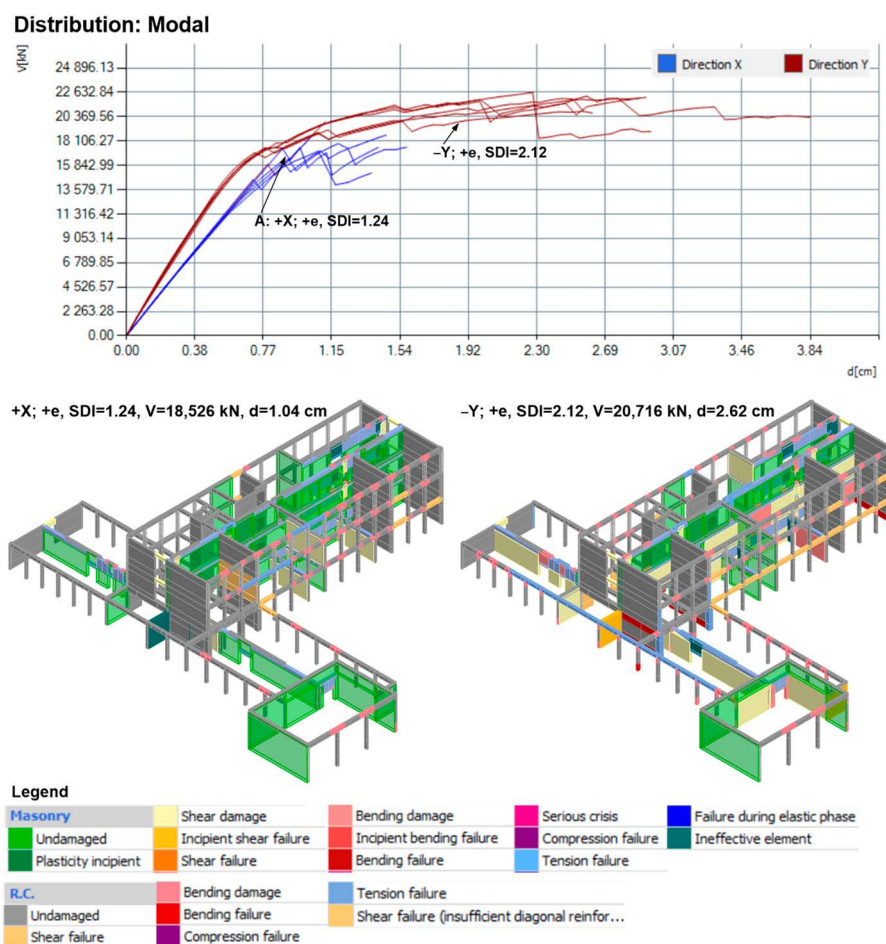 Distribution: Modal
V[kN]
24 896.13
22 632.84
20 369.56
18 106.27
15 842.99
13 579.71
11 316.42
9 053.14
6 789.85
4 526.57
2 263.28
0.00
Direction X
Direction Y
–Y; +e, SDI=2.12
A: +X; +e, SDI=1.24
0.00 0.38 0.77 1.15 1.54 1.92 2.30 2.69 3.07 3.46 3.84
d[cm]
+X; +e, SDI=1.24, V=18,526 kN, d=1.04 cm
–Y; +e, SDI=2.12, V=20,716 kN, d=2.62 cm
Legend
Masonry Shear damage Bending damage Serious crisis Failure during elastic phase
Undamaged Incipient shear failure Incipient bending failure Compression failure Ineffective element
Plasticity incipient Shear failure Bending failure Tension failure
R.C. Bending damage Tension failure
Undamaged Bending failure Shear failure (insufficient diagonal reinfor...
Shear failure Compression failure